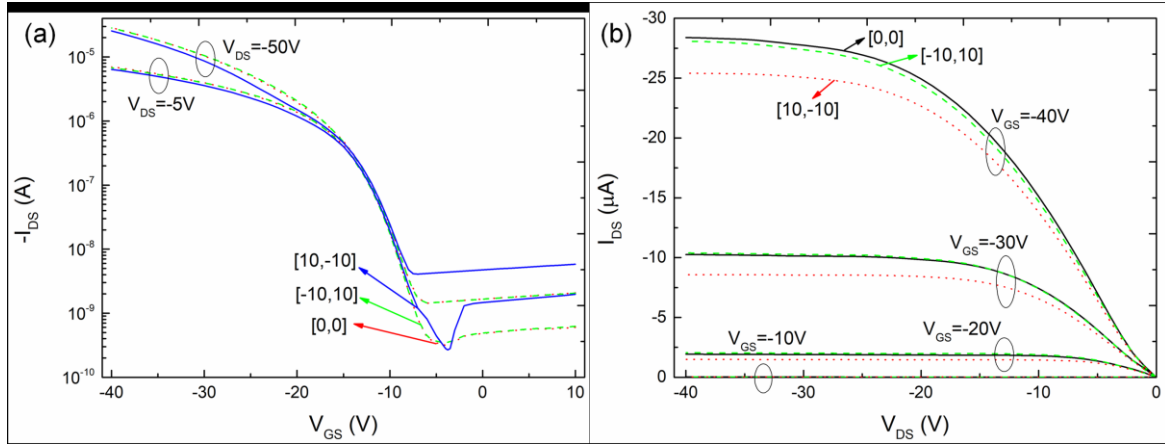 (a)
V_DS=-50V
V_DS=-5V
[10,-10]
[-10,10]
[0,0]
10^-5
10^-6
10^-7
10^-8
10^-9
10^-10
-I_DS (A)
-40 -30 -20 -10 0 10
V_GS (V)
(b)
[0,0]
[-10,10]
[10,-10]
V_GS=-40V
V_GS=-30V
V_GS=-20V
V_GS=-10V
-30
-25
-20
-15
-10
-5
0
I_DS (μA)
-40 -30 -20 -10 0
V_DS (V)